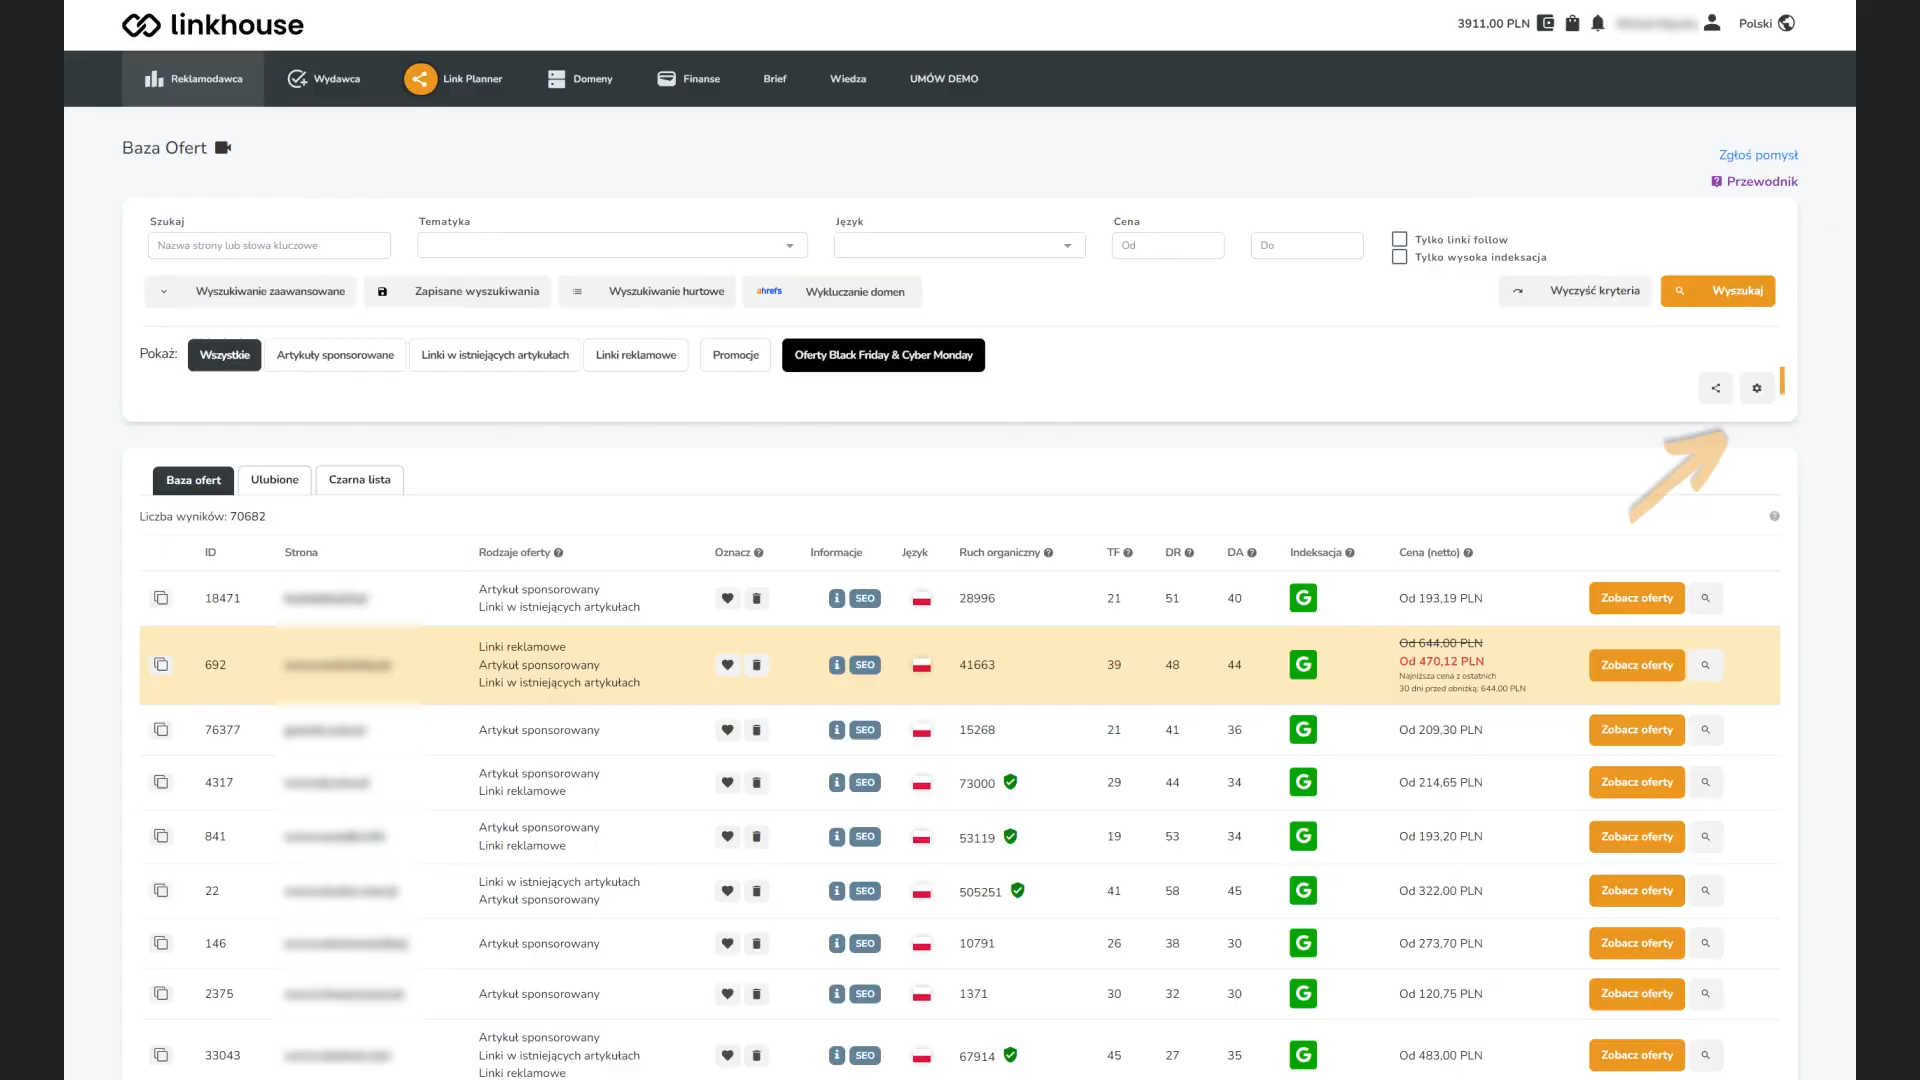 linkhouse
3911,00 PLN
Polski
Reklamodawca
Wydawca
Link Planner
Domeny
Finanse
Brief
Wiedza
UMÓW DEMO
Baza Ofert
Zgłoś pomysł
Przewodnik
Szukaj
Tematyka
Język
Cena
Nazwa strony lub słowa kluczowe
Od
Do
Tylko linki follow
Tylko wysoka indeksacja
Wyszukiwanie zaawansowane
Zapisane wyszukiwania
Wyszukiwanie hurtowe
ahrefs Wykluczanie domen
Wyczyść kryteria
Wyszukaj
Pokaż:
Wszystkie
Artykuły sponsorowane
Linki w istniejących artykułach
Linki reklamowe
Promocje
Oferty Black Friday & Cyber Monday
Baza ofert
Ulubione
Czarna lista
Liczba wyników: 70682
ID Strona Rodzaje oferty Oznacz Informacje Język Ruch organiczny TF DR DA Indeksacja Cena (netto)
18471
Artykuł sponsorowany
Linki w istniejących artykułach
i SEO 28996 21 51 40 G Od 193,19 PLN Zobacz oferty
692
Linki reklamowe
Artykuł sponsorowany
Linki w istniejących artykułach
i SEO 41663 39 48 44 G
Od 644,00 PLN
Od 470,12 PLN
Najniższa cena z ostatnich
30 dni przed obniżką: 644,00 PLN
Zobacz oferty
76377 Artykuł sponsorowany i SEO 15268 21 41 36 G Od 209,30 PLN Zobacz oferty
4317
Artykuł sponsorowany
Linki reklamowe
i SEO 73000 29 44 34 G Od 214,65 PLN Zobacz oferty
841
Artykuł sponsorowany
Linki reklamowe
i SEO 53119 19 53 34 G Od 193,20 PLN Zobacz oferty
22
Linki w istniejących artykułach
Artykuł sponsorowany
i SEO 505251 41 58 45 G Od 322,00 PLN Zobacz oferty
146 Artykuł sponsorowany i SEO 10791 26 38 30 G Od 273,70 PLN Zobacz oferty
2375 Artykuł sponsorowany i SEO 1371 30 32 30 G Od 120,75 PLN Zobacz oferty
33043
Artykuł sponsorowany
Linki w istniejących artykułach
Linki reklamowe
i SEO 67914 45 27 35 G Od 483,00 PLN Zobacz oferty